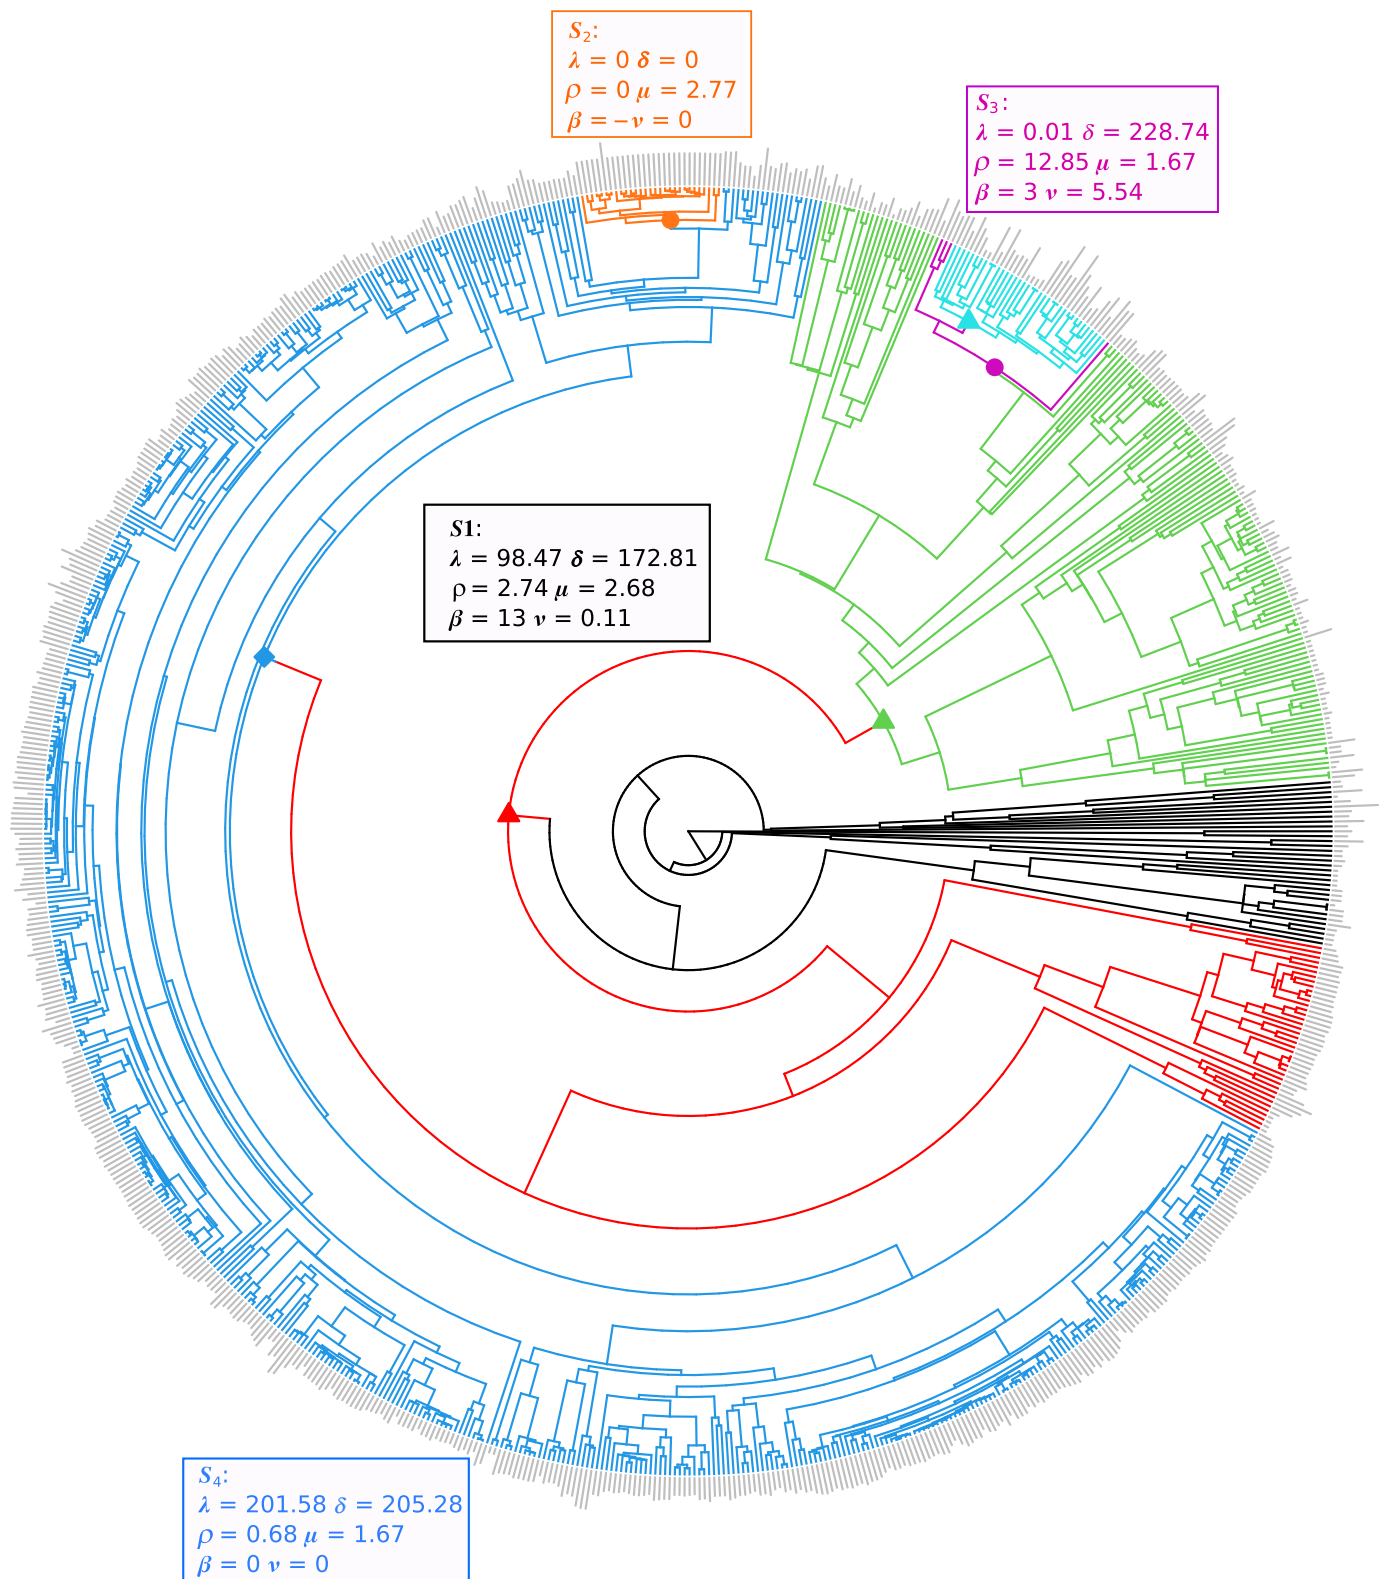 S₂:
λ = 0 δ = 0
ρ = 0 μ = 2.77
β = – ν = 0
S₃:
λ = 0.01 δ = 228.74
ρ = 12.85 μ = 1.67
β = 3 ν = 5.54
S1:
λ = 98.47 δ = 172.81
ρ = 2.74 μ = 2.68
β = 13 ν = 0.11
S₄:
λ = 201.58 δ = 205.28
ρ = 0.68 μ = 1.67
β = 0 ν = 0